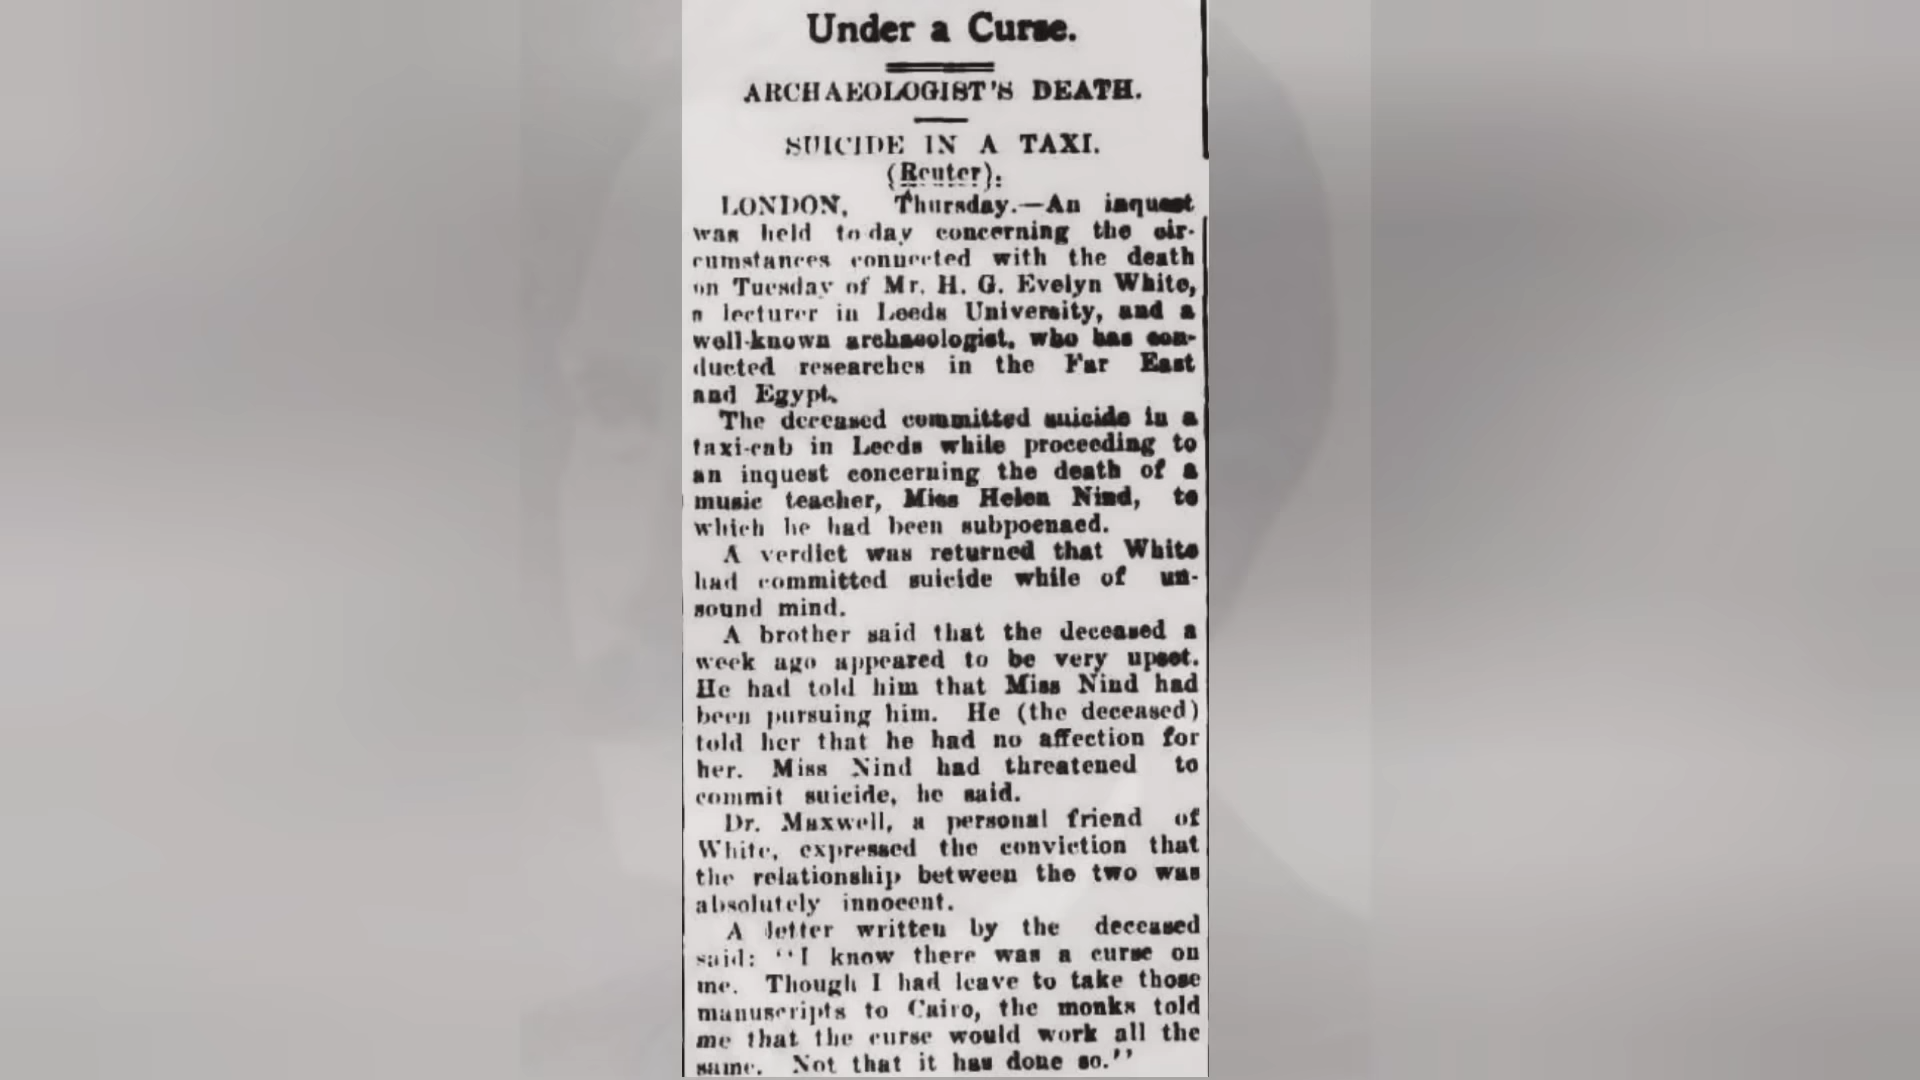 Under a Curse.
ARCHAEOLOGIST'S DEATH.
SUICIDE IN A TAXI.
(Reuter).
LONDON, Thursday.—An inquest
was held to-day concerning the cir-
cumstances connected with the death
on Tuesday of Mr. H. G. Evelyn White,
a lecturer in Leeds University, and a
well-known archaeologist, who has con-
ducted researches in the Far East
and Egypt.
The deceased committed suicide in a
taxi-cab in Leeds while proceeding to
an inquest concerning the death of a
music teacher, Miss Helen Nind, to
which he had been subpoenaed.
A verdict was returned that White
had committed suicide while of un-
sound mind.
A brother said that the deceased a
week ago appeared to be very upset.
He had told him that Miss Nind had
been pursuing him. He (the deceased)
told her that he had no affection for
her. Miss Nind had threatened to
commit suicide, he said.
Dr. Maxwell, a personal friend of
White, expressed the conviction that
the relationship between the two was
absolutely innocent.
A letter written by the deceased
said: "I know there was a curse on
me. Though I had leave to take those
manuscripts to Cairo, the monks told
me that the curse would work all the
same. Not that it has done so."